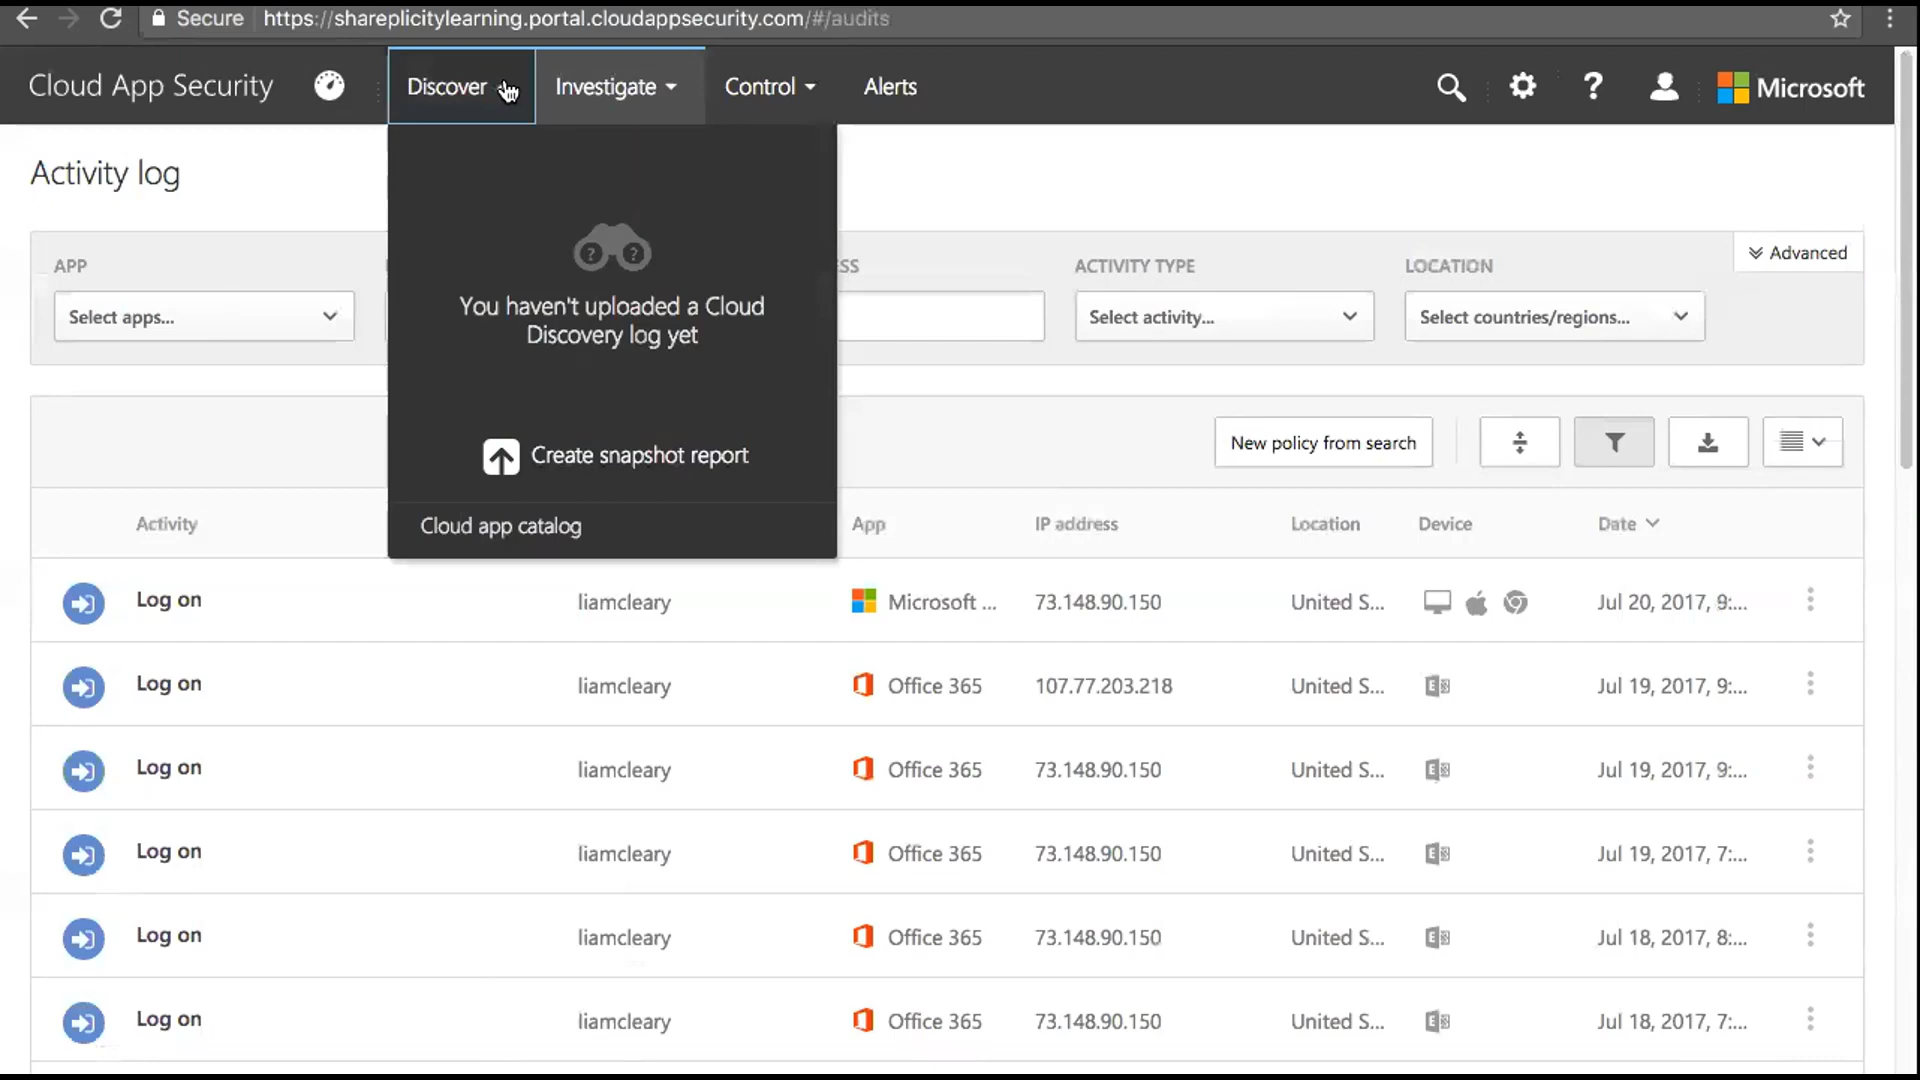 Secure https://shareplicitylearning.portal.cloudappsecurity.com/#/audits
Cloud App Security Discover Investigate Control Alerts Microsoft
Activity log
You haven't uploaded a Cloud
Discovery log yet
Create snapshot report
Cloud app catalog
APP SS ACTIVITY TYPE LOCATION Advanced
Select apps... Select activity... Select countries/regions...
New policy from search
Activity App IP address Location Device Date
Log on liamcleary Microsoft ... 73.148.90.150 United S... Jul 20, 2017, 9:...
Log on liamcleary Office 365 107.77.203.218 United S... Jul 19, 2017, 9:...
Log on liamcleary Office 365 73.148.90.150 United S... Jul 19, 2017, 9:...
Log on liamcleary Office 365 73.148.90.150 United S... Jul 19, 2017, 7:...
Log on liamcleary Office 365 73.148.90.150 United S... Jul 18, 2017, 8:...
Log on liamcleary Office 365 73.148.90.150 United S... Jul 18, 2017, 7:...